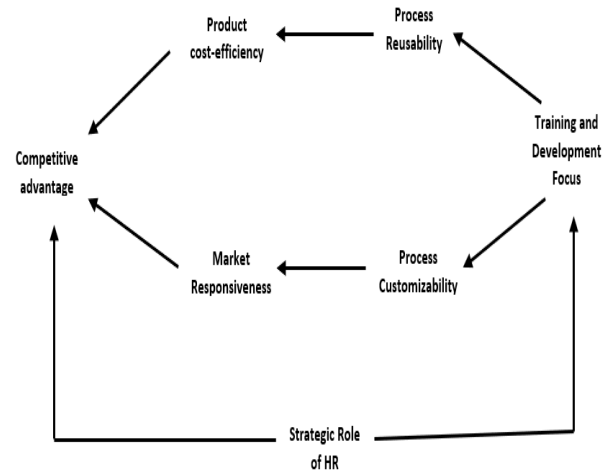 Product
cost-efficiency
Process
Reusability
Training and
Development
Focus
Competitive
advantage
Market
Responsiveness
Process
Customizability
Strategic Role
of HR